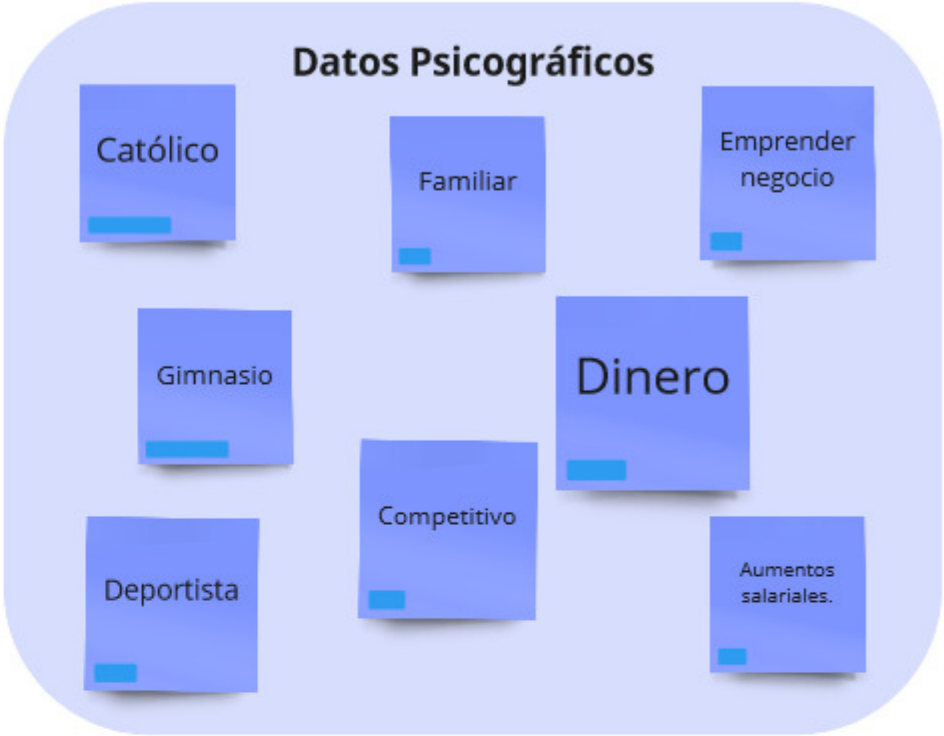 Datos Psicográficos
Católico
Familiar
Emprender
negocio
Gimnasio
Dinero
Competitivo
Deportista
Aumentos
salariales.